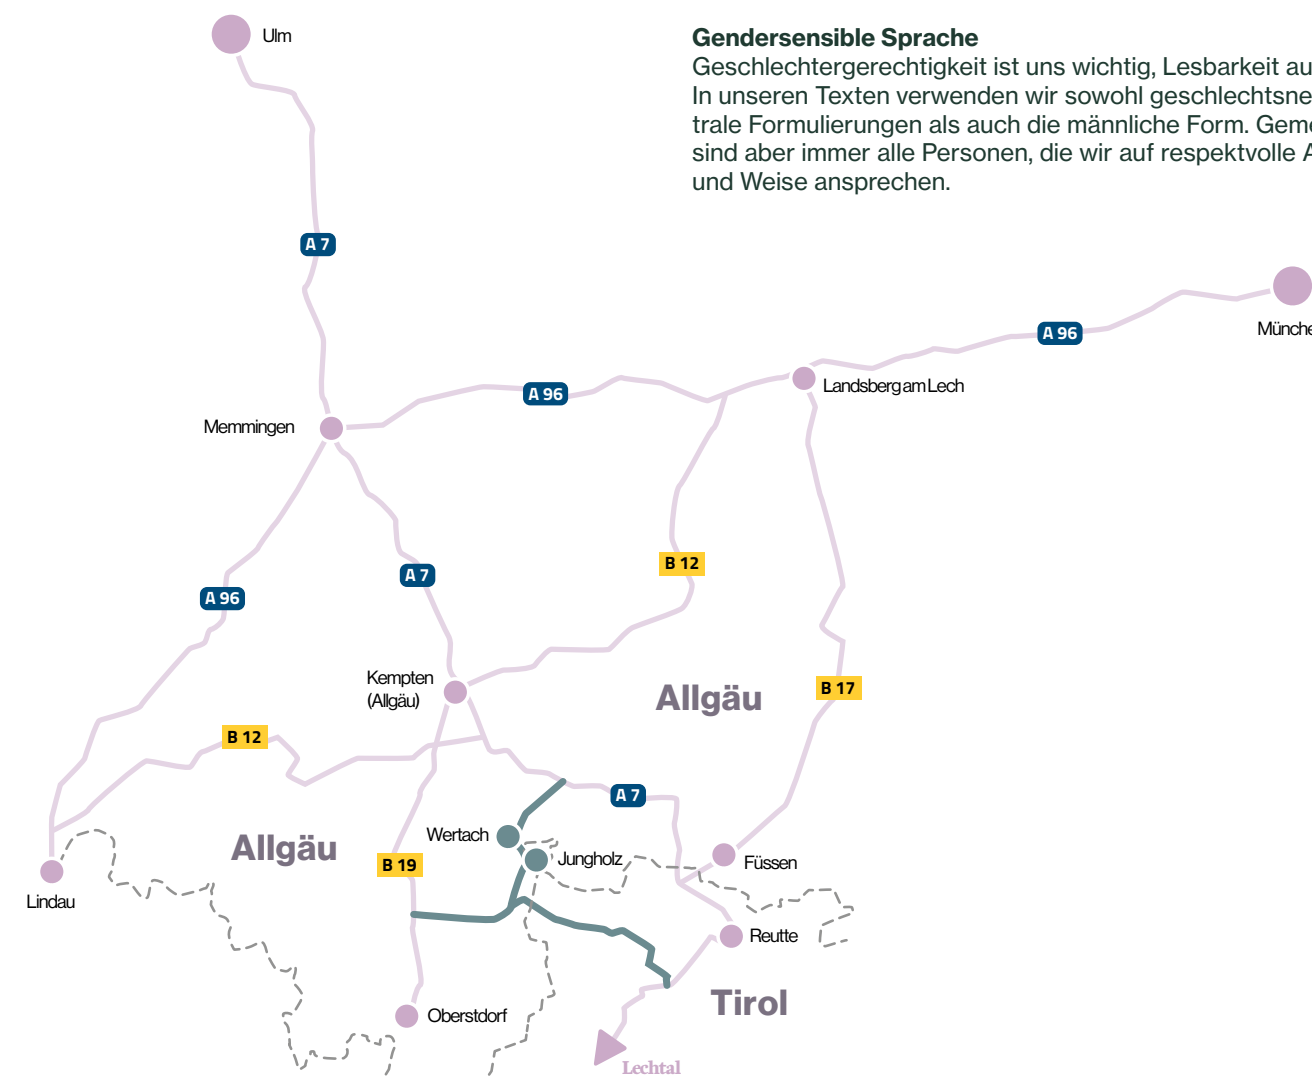 Ulm
Gendersensible Sprache
Geschlechtergerechtigkeit ist uns wichtig, Lesbarkeit au
In unseren Texten verwenden wir sowohl geschlechtsne
trale Formulierungen als auch die männliche Form. Geme
sind aber immer alle Personen, die wir auf respektvolle A
und Weise ansprechen.
A 7
Münche
A 96
Landsberg am Lech
A 96
Memmingen
B 12
A 7
A 96
Kempten
(Allgäu)
Allgäu
B 17
B 12
A 7
Wertach
Allgäu
Jungholz
B 19
Füssen
Lindau
Reutte
Tirol
Oberstdorf
Lechtal